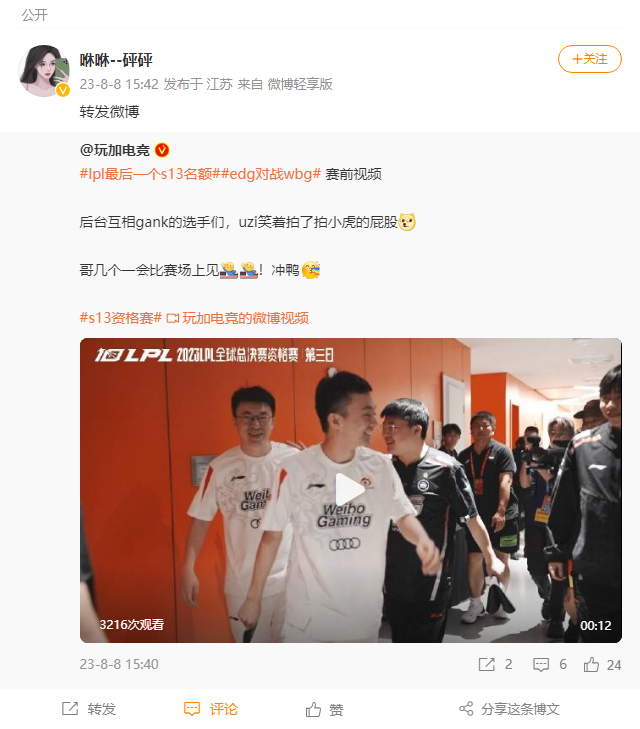 公开
咻咻--砰砰
+关注
23-8-8 15:42 发布于 江苏 来自 微博轻享版
转发微博
@玩加电竞
#lpl最后一个s13名额##edg对战wbg# 赛前视频
后台互相gank的选手们，uzi笑着拍了拍小虎的屁股
哥几个一会比赛场上见！冲鸭
#s13资格赛# 玩加电竞的微博视频
10 LPL 2023LPL全球总决赛资格赛 第三日
Weibo Gaming
Weibo
Gaming
3216次观看
00:12
23-8-8 15:40
2
6
24
转发
评论
赞
分享这条博文